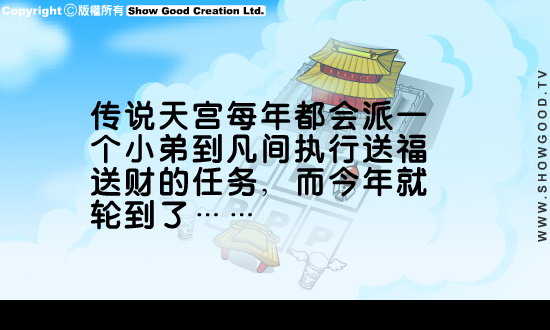 Copyright ©版權所有 Show Good Creation Ltd.
传说天宫每年都会派一
个小弟到凡间执行送福
送财的任务，而今年就
轮到了……
WWW.SHOWGOOD.TV
P
P
P